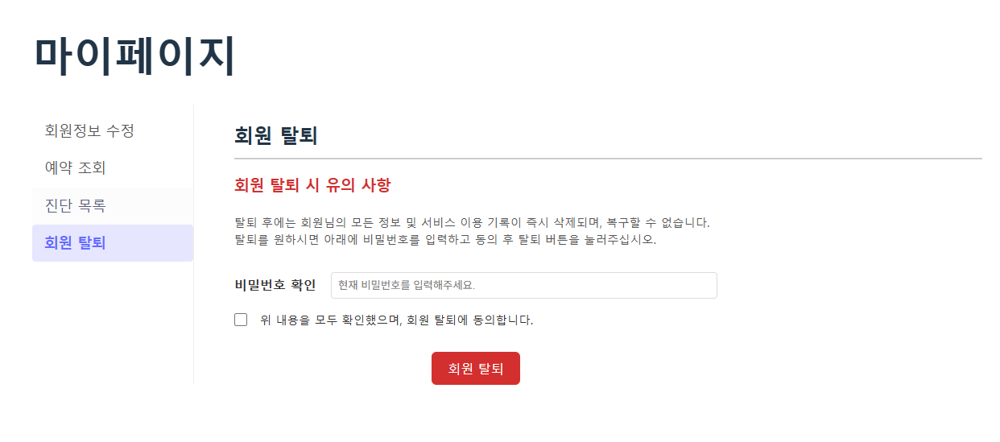 마이페이지
회원정보 수정
예약 조회
진단 목록
회원 탈퇴
회원 탈퇴
회원 탈퇴 시 유의 사항
탈퇴 후에는 회원님의 모든 정보 및 서비스 이용 기록이 즉시 삭제되며, 복구할 수 없습니다.
탈퇴를 원하시면 아래에 비밀번호를 입력하고 동의 후 탈퇴 버튼을 눌러주십시오.
비밀번호 확인 현재 비밀번호를 입력해주세요.
위 내용을 모두 확인했으며, 회원 탈퇴에 동의합니다.
회원 탈퇴